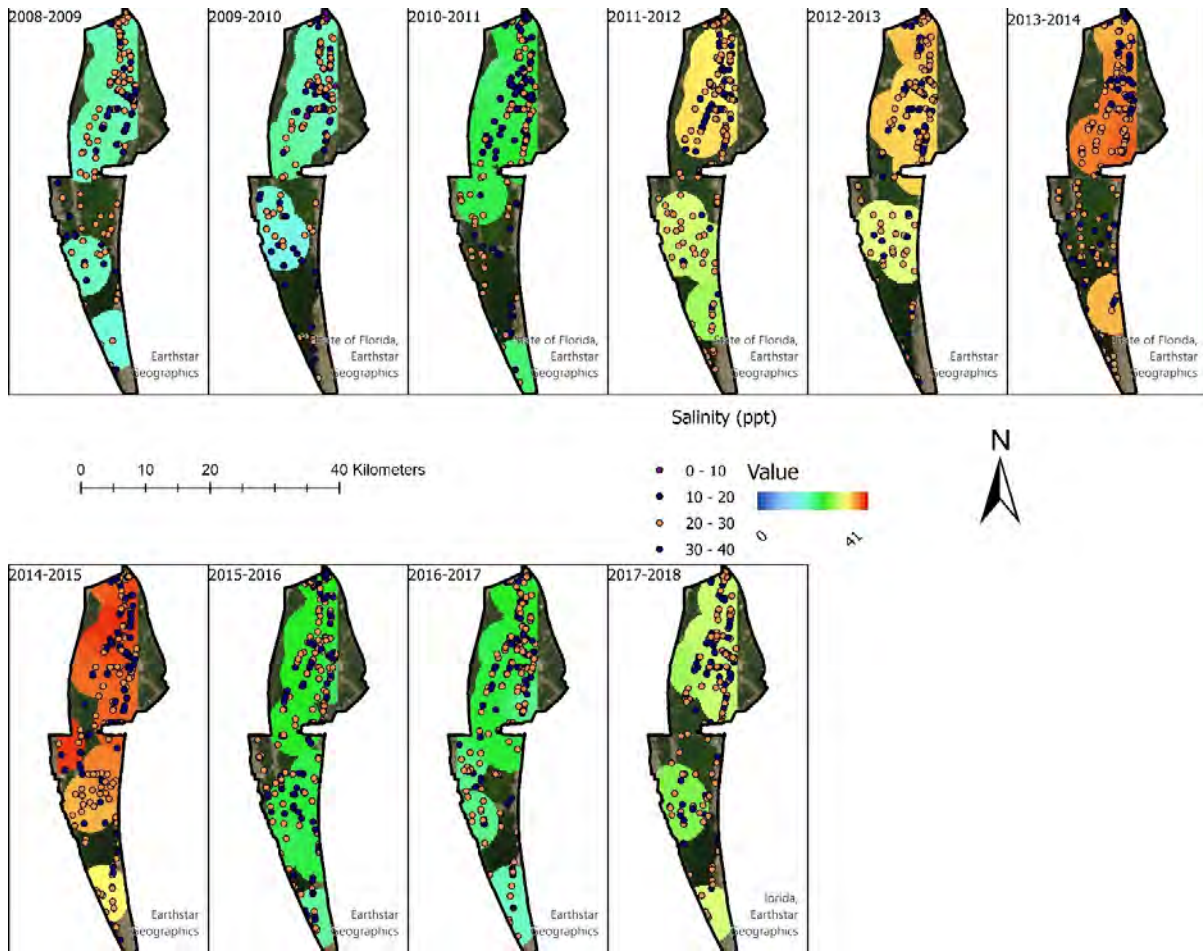 2008-2009
2009-2010
2010-2011
2011-2012
2012-2013
2013-2014
Earthstar
Geographics
State of Florida,
Earthstar
Geographics
State of Florida,
Earthstar
Geographics
State of Florida,
Earthstar
Geographics
Earthstar
Geographics
State of Florida,
Earthstar
Geographics
0 10 20 40 Kilometers
Salinity (ppt)
0 - 10
10 - 20
20 - 30
30 - 40
Value
0 41
N
2014-2015
2015-2016
2016-2017
2017-2018
Earthstar
Geographics
Earthstar
Geographics
Earthstar
Geographics
lorida,
Earthstar
Geographics